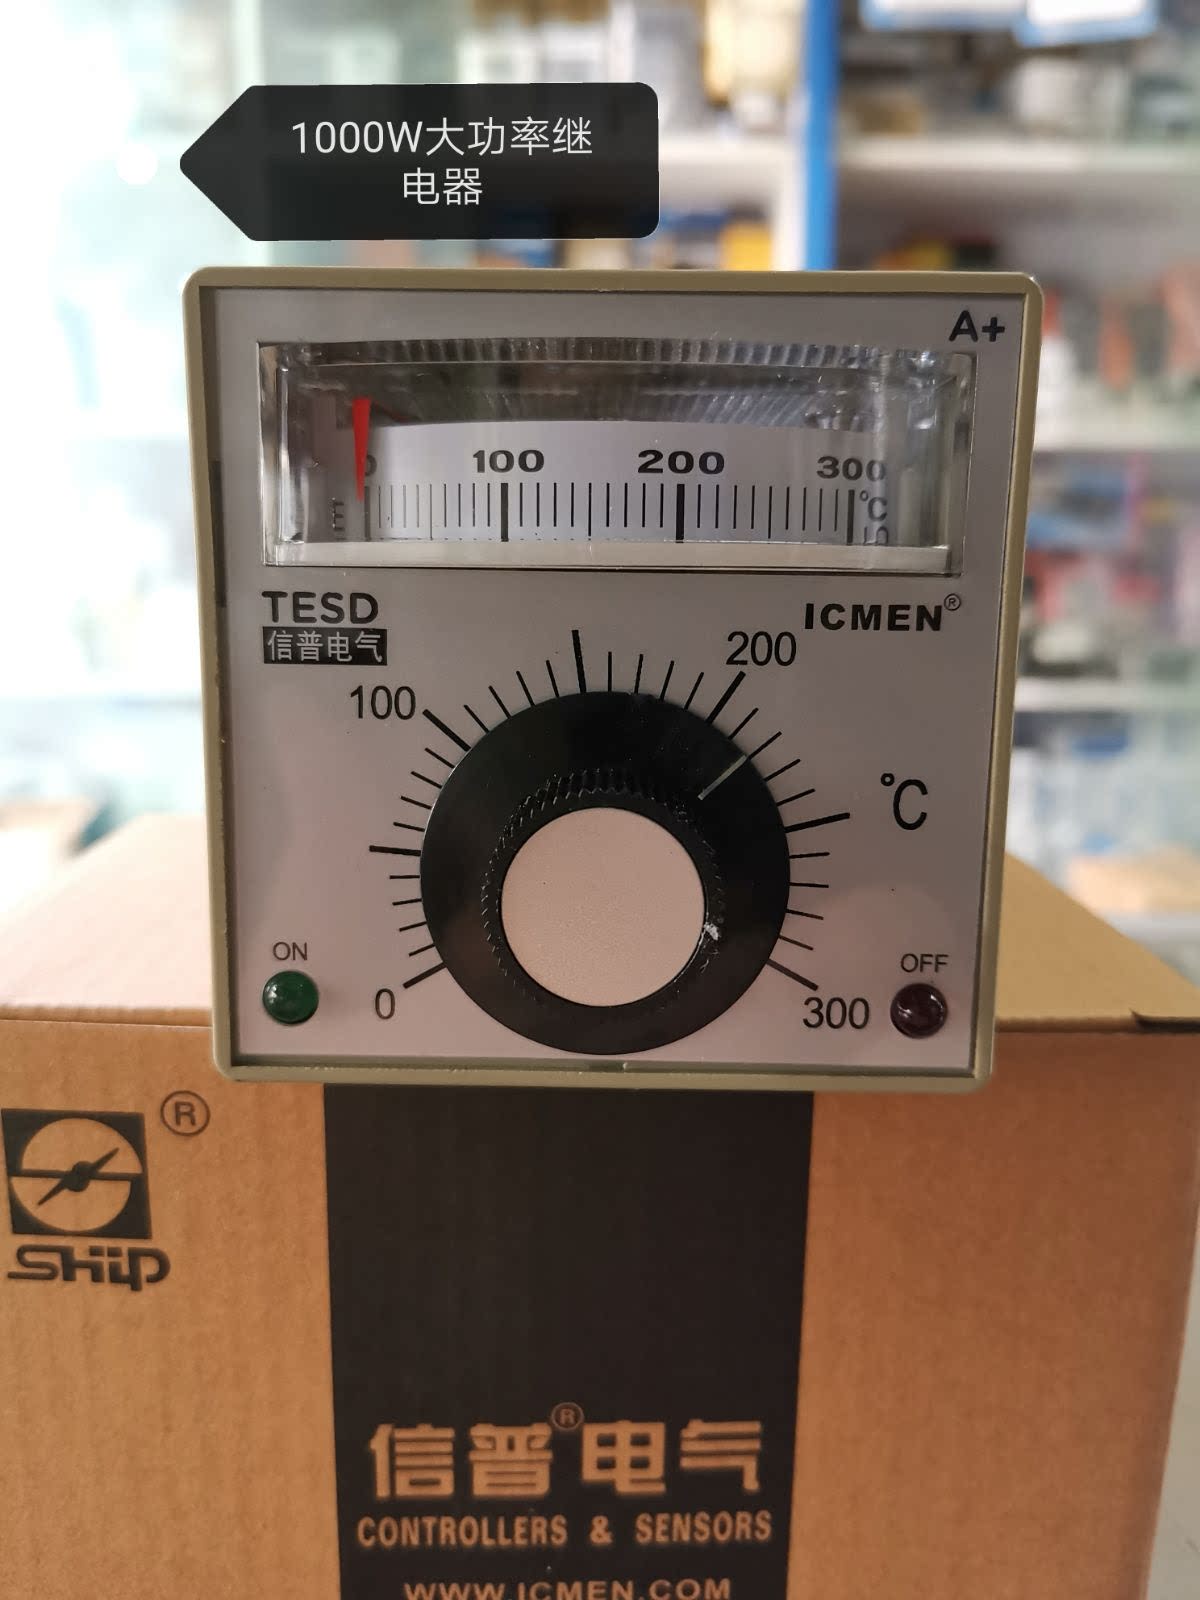 1000W大功率继
电器
A+
0 100 200 300
℃
E
TESD
ICMEN®
信普电气
100
200
℃
ON
OFF
0
300
®
SHIP
信普®电气
CONTROLLERS & SENSORS
WWW.ICMEN.COM